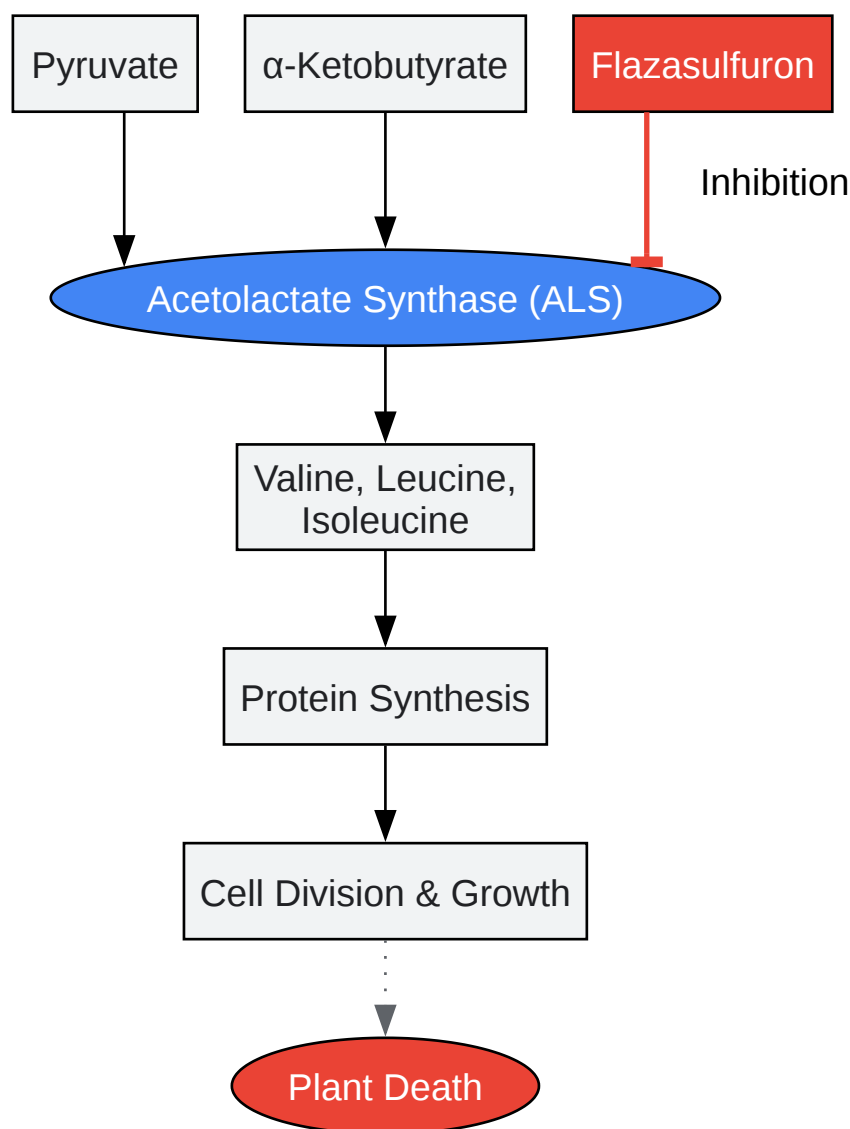 Pyruvate
α-Ketobutyrate
Flazasulfuron
Inhibition
Acetolactate Synthase (ALS)
Valine, Leucine,
Isoleucine
Protein Synthesis
Cell Division & Growth
Plant Death